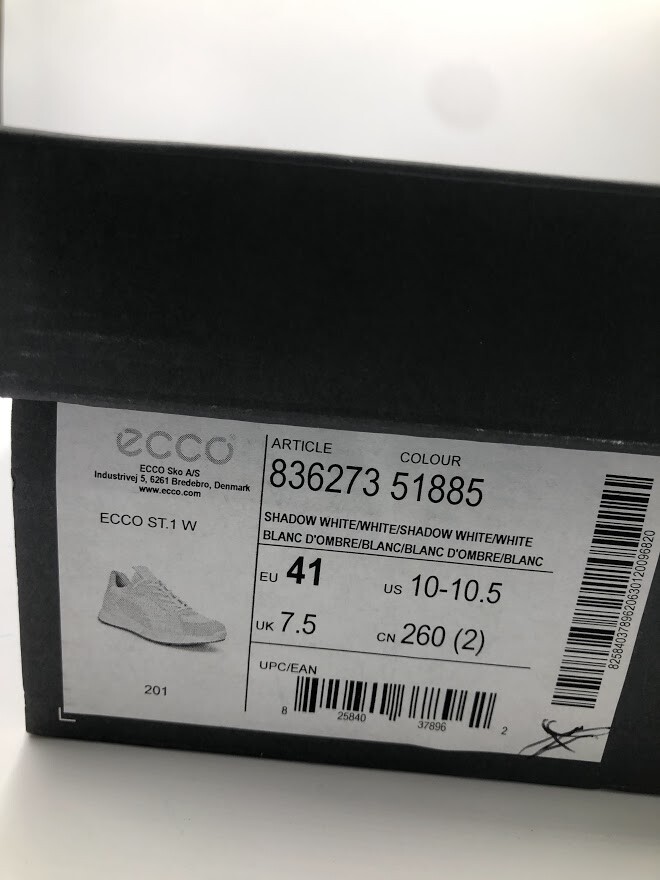 ecco
ECCO Sko A/S
Industrivej 5, 6261 Bredebro, Denmark
www.ecco.com
ECCO ST.1 W
201
ARTICLE COLOUR
836273 51885
SHADOW WHITE/WHITE/SHADOW WHITE/WHITE
BLANC D'OMBRE/BLANC/BLANC D'OMBRE/BLANC
EU 41 US 10-10.5
UK 7.5 CN 260 (2)
UPC/EAN
8 25840 37896 2
8258403789620630120096820